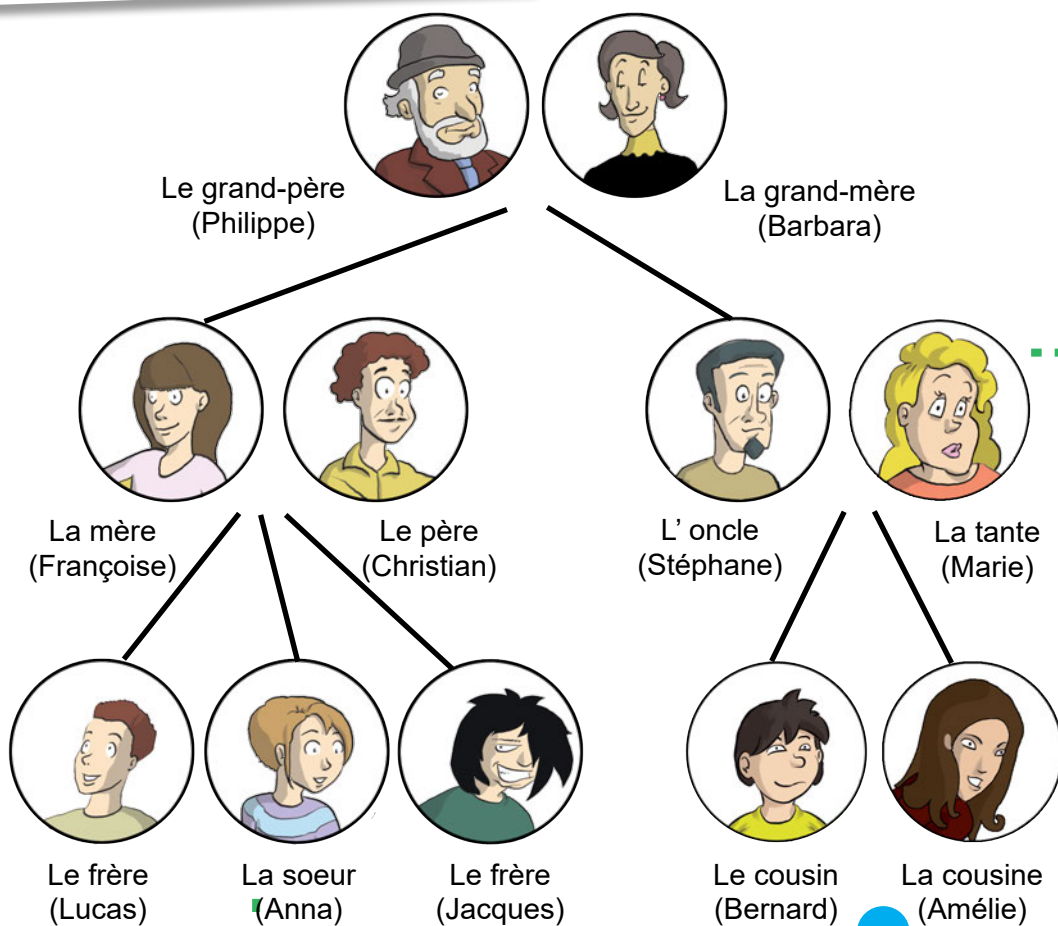 Le grand-père
(Philippe)
La grand-mère
(Barbara)
La mère
(Françoise)
Le père
(Christian)
L' oncle
(Stéphane)
La tante
(Marie)
Le frère
(Lucas)
La soeur
(Anna)
Le frère
(Jacques)
Le cousin
(Bernard)
La cousine
(Amélie)